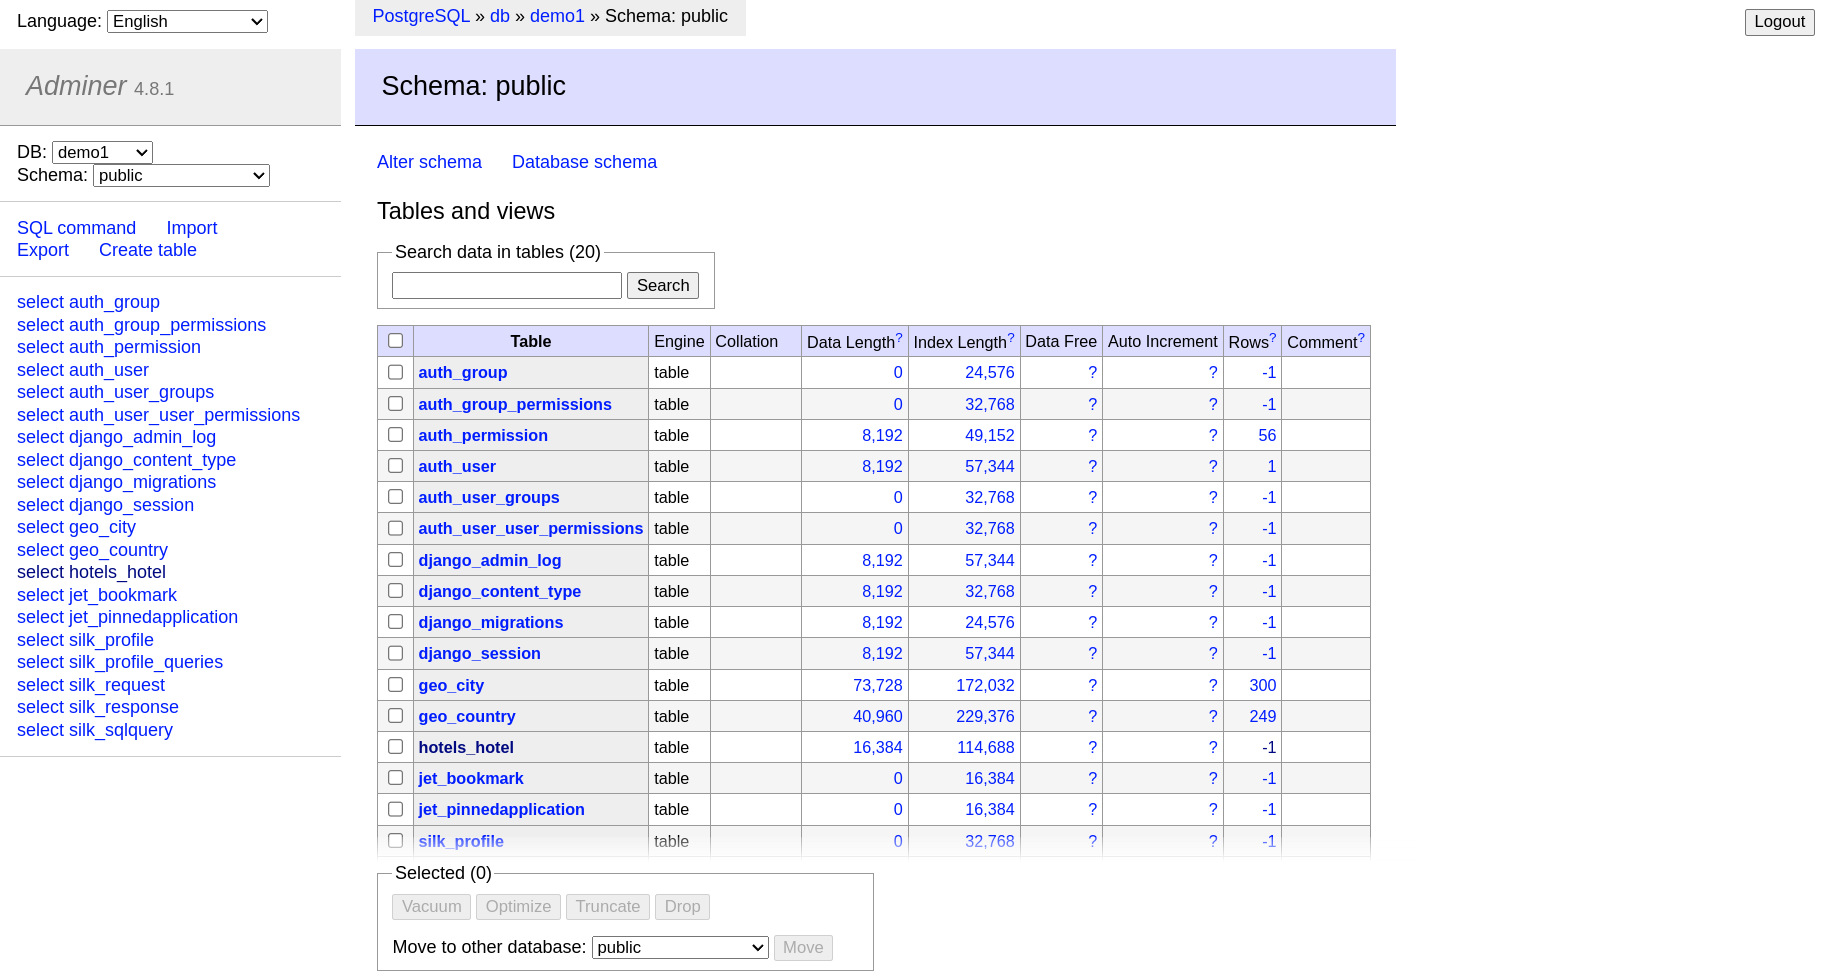 Language: English
PostgreSQL » db » demo1 » Schema: public
Logout
Adminer 4.8.1
Schema: public
DB: demo1
Schema: public
SQL command Import
Export Create table
select auth_group
select auth_group_permissions
select auth_permission
select auth_user
select auth_user_groups
select auth_user_user_permissions
select django_admin_log
select django_content_type
select django_migrations
select django_session
select geo_city
select geo_country
select hotels_hotel
select jet_bookmark
select jet_pinnedapplication
select silk_profile
select silk_profile_queries
select silk_request
select silk_response
select silk_sqlquery
Alter schema Database schema
Tables and views
Search data in tables (20)
Search
Table Engine Collation Data Length? Index Length? Data Free Auto Increment Rows? Comment?
auth_group table 0 24,576 ? ? -1
auth_group_permissions table 0 32,768 ? ? -1
auth_permission table 8,192 49,152 ? ? 56
auth_user table 8,192 57,344 ? ? 1
auth_user_groups table 0 32,768 ? ? -1
auth_user_user_permissions table 0 32,768 ? ? -1
django_admin_log table 8,192 57,344 ? ? -1
django_content_type table 8,192 32,768 ? ? -1
django_migrations table 8,192 24,576 ? ? -1
django_session table 8,192 57,344 ? ? -1
geo_city table 73,728 172,032 ? ? 300
geo_country table 40,960 229,376 ? ? 249
hotels_hotel table 16,384 114,688 ? ? -1
jet_bookmark table 0 16,384 ? ? -1
jet_pinnedapplication table 0 16,384 ? ? -1
silk_profile table 0 32,768 ? ? -1
Selected (0)
Vacuum Optimize Truncate Drop
Move to other database: public Move